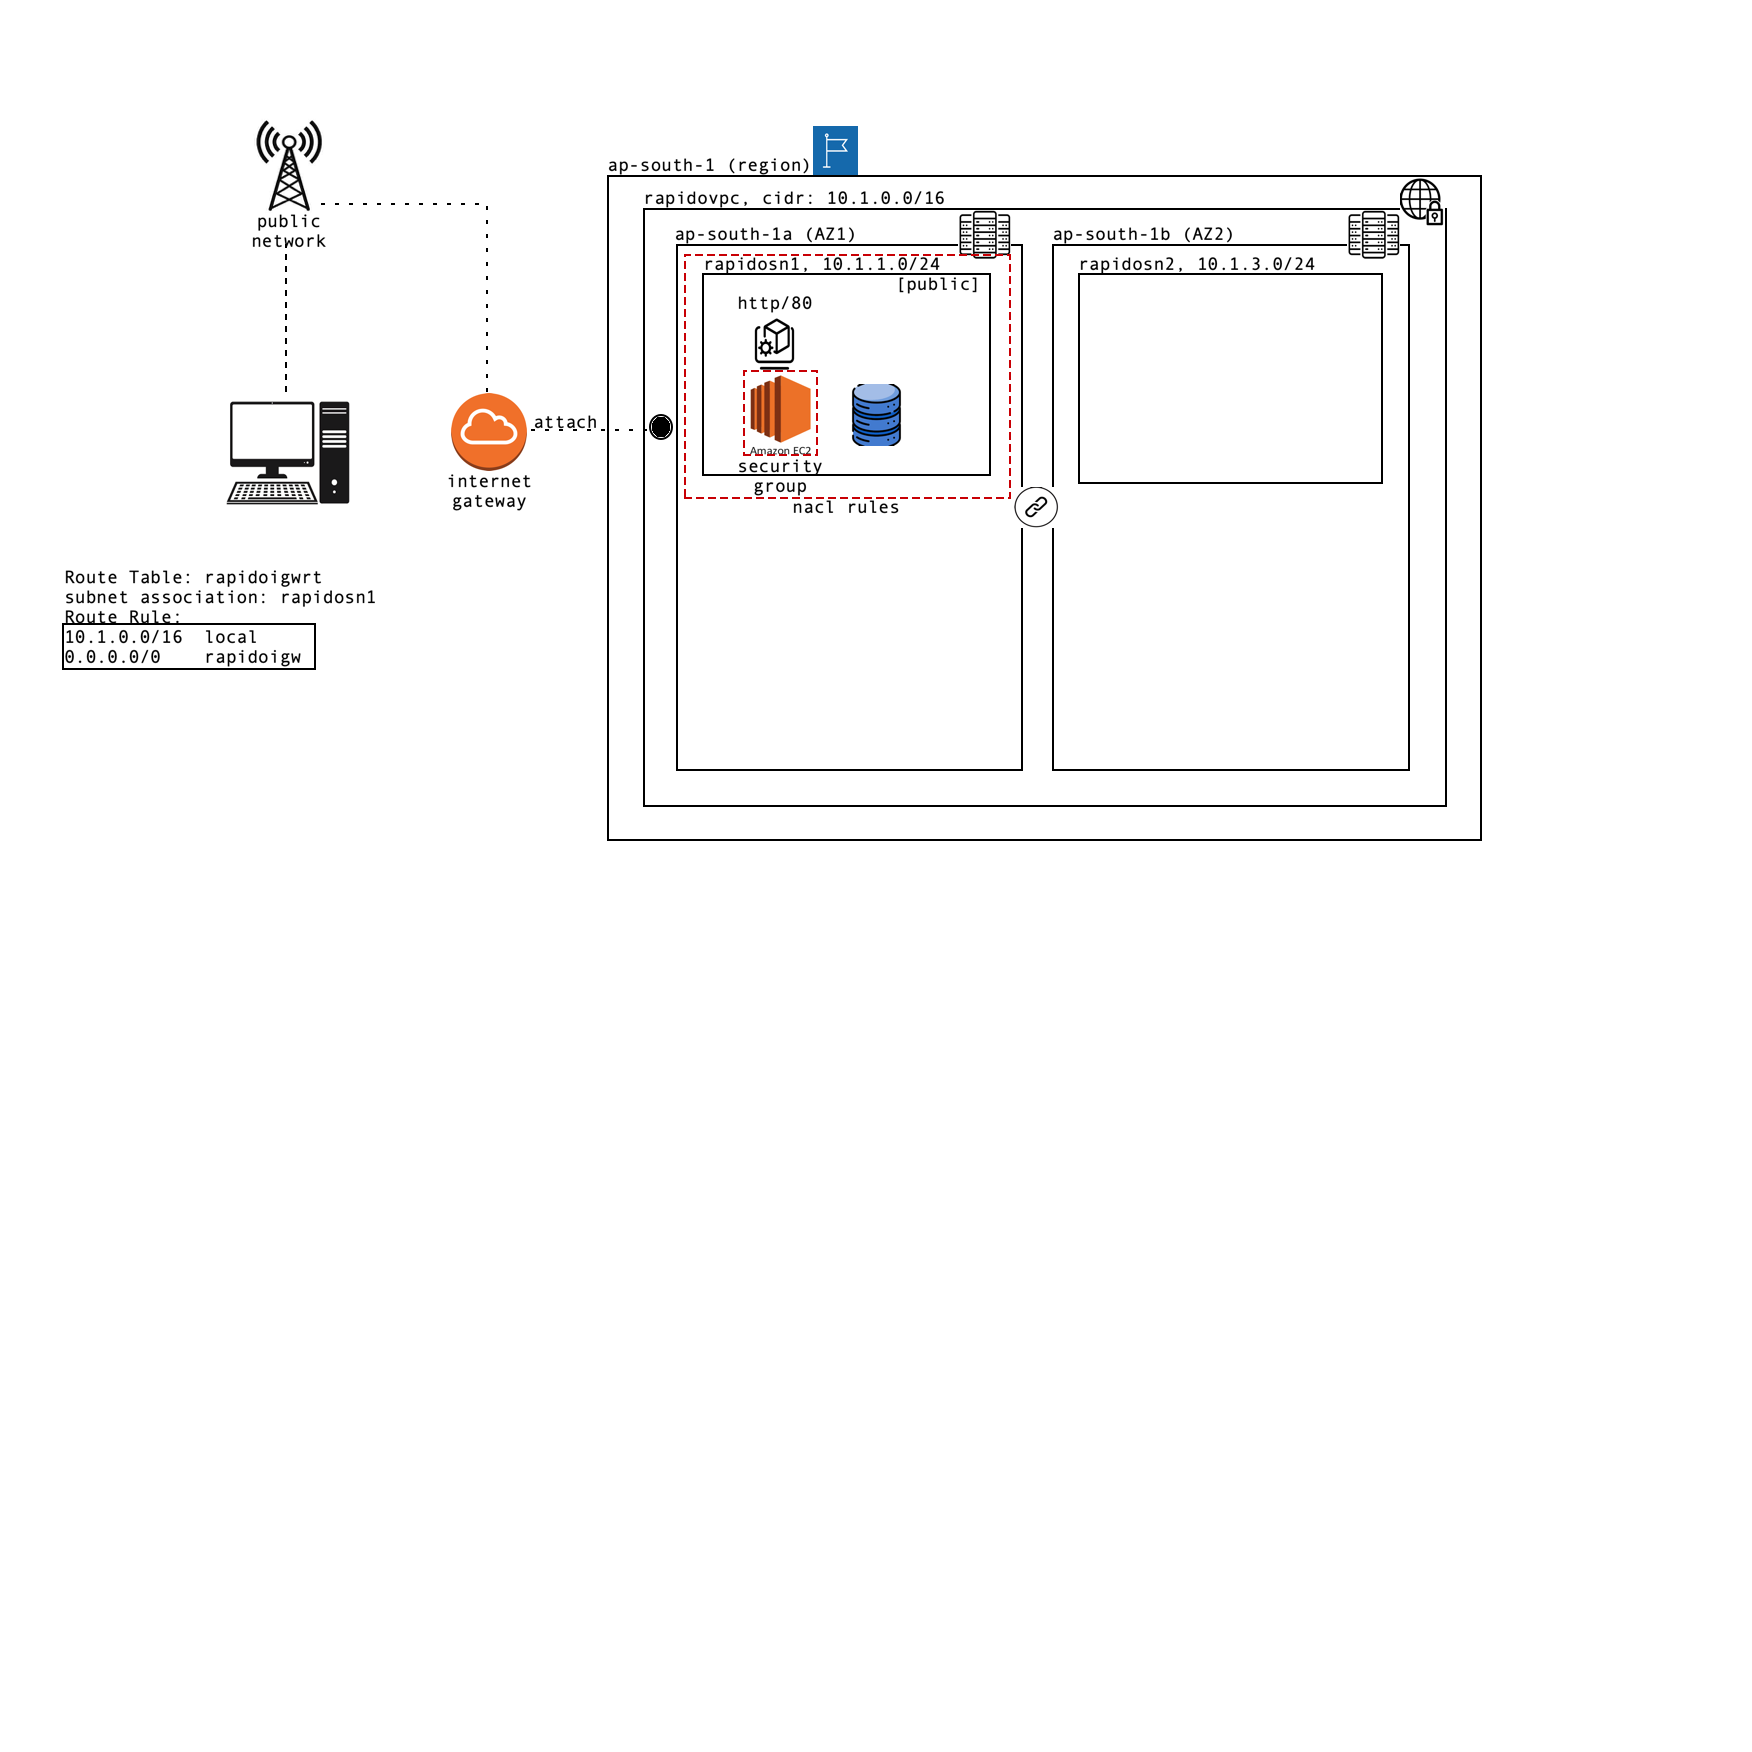 ap-south-1 (region)
rapidovpc, cidr: 10.1.0.0/16
public
network
ap-south-1a (AZ1)
ap-south-1b (AZ2)
rapidosn1, 10.1.1.0/24
rapidosn2, 10.1.3.0/24
[public]
http/80
attach
Amazon EC2
security
group
internet
gateway
nacl rules
Route Table: rapidoigwrt
subnet association: rapidosn1
Route Rule:
10.1.0.0/16  local
0.0.0.0/0    rapidoigw